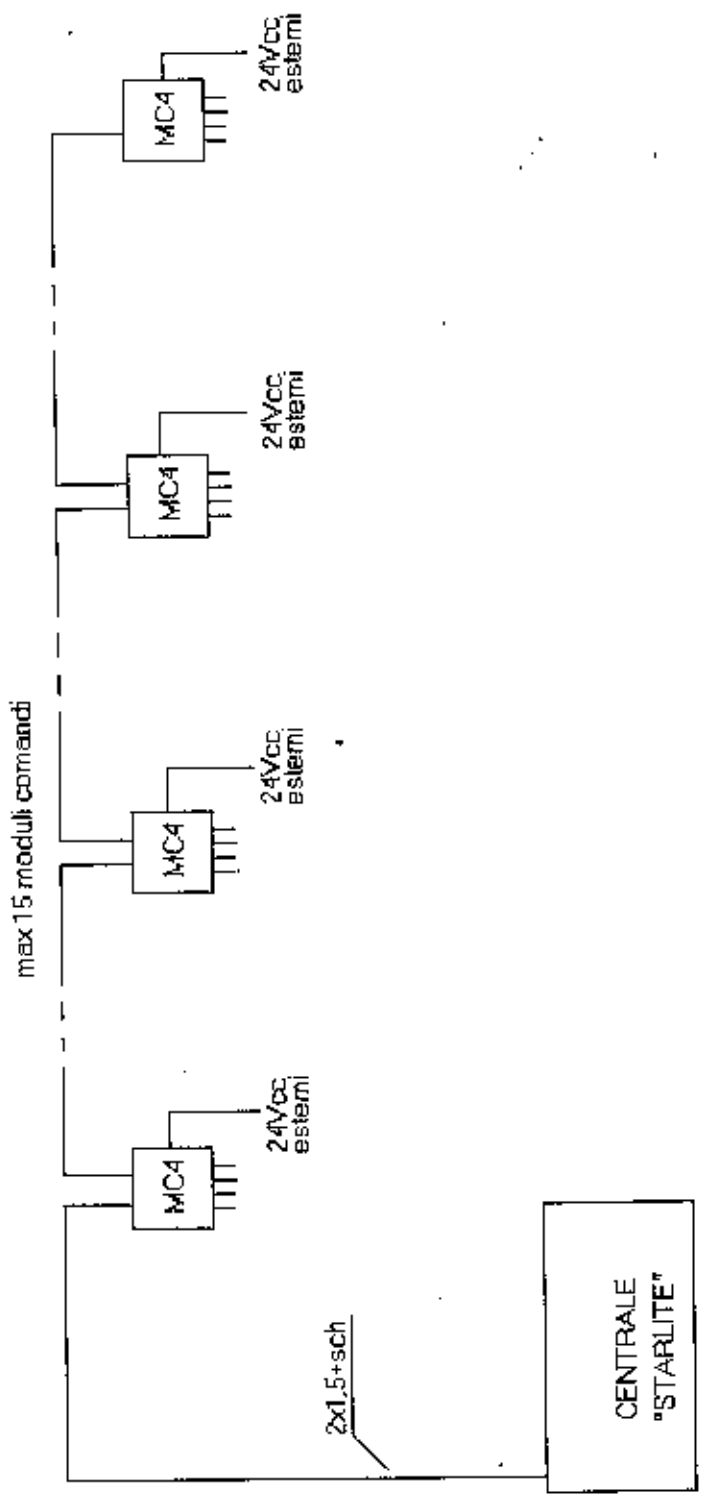 max 15 moduli comandi
MC4
24Vcc
esterni
MC4
24Vcc
esterni
MC4
24Vcc
esterni
MC4
24Vcc
esterni
2x1,5+sch
CENTRALE
"STARLITE"